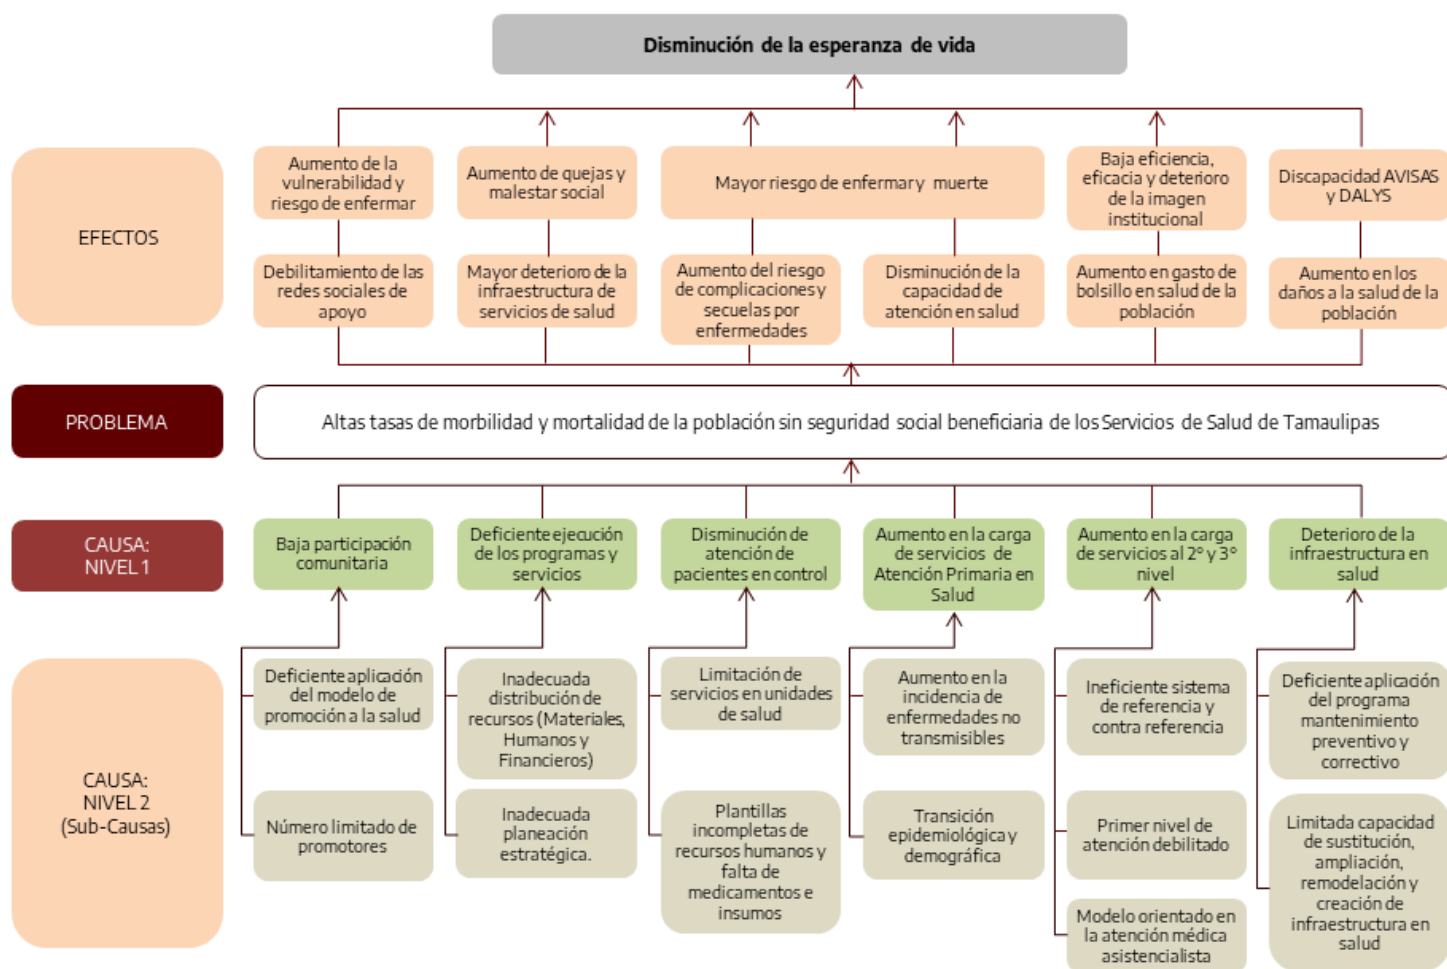 Disminución de la esperanza de vida
EFECTOS
Aumento de la
vulnerabilidad y
riesgo de enfermar
Aumento de quejas y
malestar social
Mayor riesgo de enfermar y muerte
Baja eficiencia,
eficacia y deterioro
de la imagen
institucional
Discapacidad AVISAS
y DALYS
Debilitamiento de las
redes sociales de
apoyo
Mayor deterioro de la
infraestructura de
servicios de salud
Aumento del riesgo
de complicaciones y
secuelas por
enfermedades
Disminución de la
capacidad de
atención en salud
Aumento en gasto de
bolsillo en salud de la
población
Aumento en los
daños a la salud de la
población
PROBLEMA
Altas tasas de morbilidad y mortalidad de la población sin seguridad social beneficiaria de los Servicios de Salud de Tamaulipas
CAUSA:
NIVEL 1
Baja participación
comunitaria
Deficiente ejecución
de los programas y
servicios
Disminución de
atención de
pacientes en control
Aumento en la carga
de servicios de
Atención Primaria en
Salud
Aumento en la carga
de servicios al 2° y 3°
nivel
Deterioro de la
infraestructura en
salud
CAUSA:
NIVEL 2
(Sub-Causas)
Deficiente aplicación
del modelo de
promoción a la salud
Inadecuada
distribución de
recursos (Materiales,
Humanos y
Financieros)
Limitación de
servicios en unidades
de salud
Aumento en la
incidencia de
enfermedades no
transmisibles
Ineficiente sistema
de referencia y
contra referencia
Deficiente aplicación
del programa
mantenimiento
preventivo y
correctivo
Número limitado de
promotores
Inadecuada
planeación
estratégica.
Plantillas
incompletas de
recursos humanos y
falta de
medicamentos e
insumos
Transición
epidemiológica y
demográfica
Primer nivel de
atención debilitado
Limitada capacidad
de sustitución,
ampliación,
remodelación y
creación de
infraestructura en
salud
Modelo orientado en
la atención médica
asistencialista